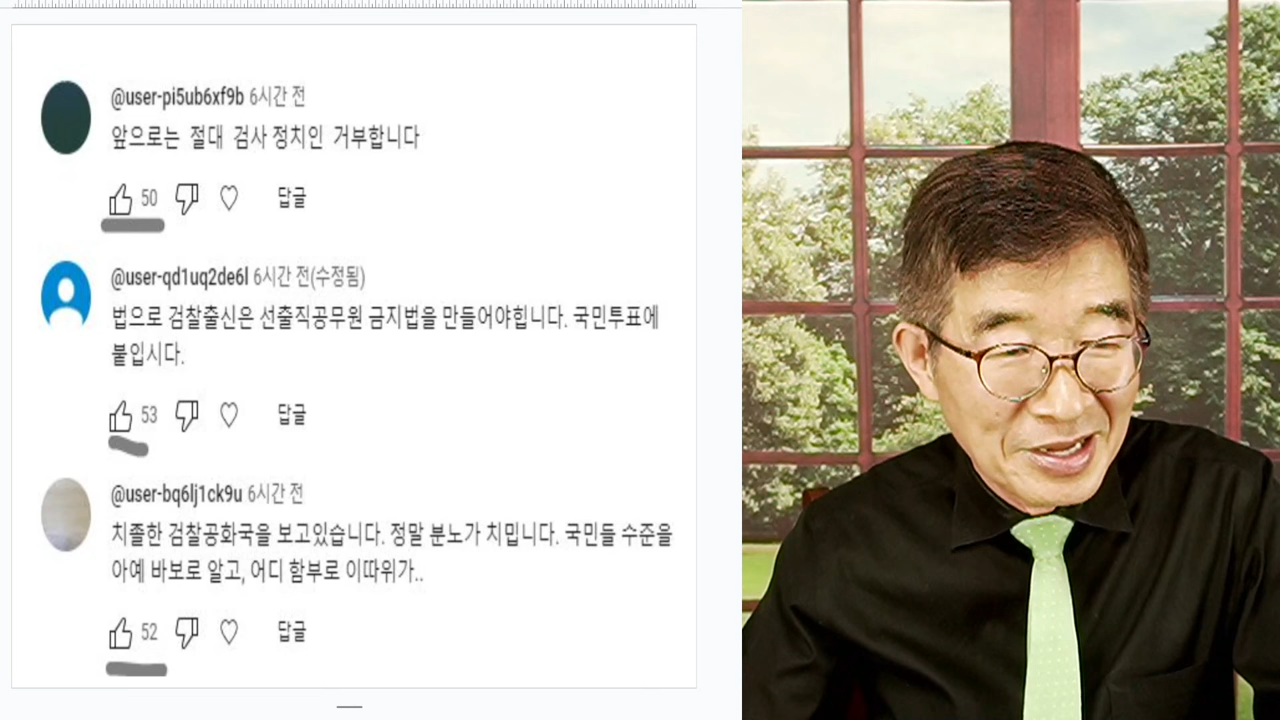 @user-pi5ub6xf9b 6시간 전
앞으로는 절대 검사 정치인 거부합니다
50 답글
@user-qd1uq2de6l 6시간 전(수정됨)
법으로 검찰출신은 선출직공무원 금지법을 만들어야힙니다. 국민투표에
붙입시다.
53 답글
@user-bq6lj1ck9u 6시간 전
치졸한 검찰공화국을 보고있습니다. 정말 분노가 치밉니다. 국민들 수준을
아예 바보로 알고, 어디 함부로 이따위가..
52 답글